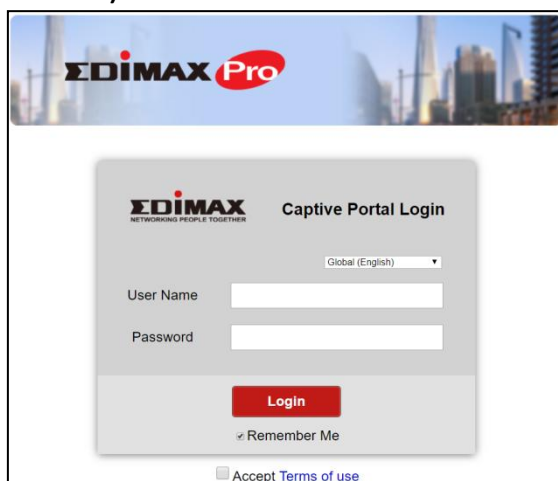 EDIMAX Pro
EDIMAX
NETWORKING PEOPLE TOGETHER
Captive Portal Login
Global (English)
User Name
Password
Login
Remember Me
Accept Terms of use